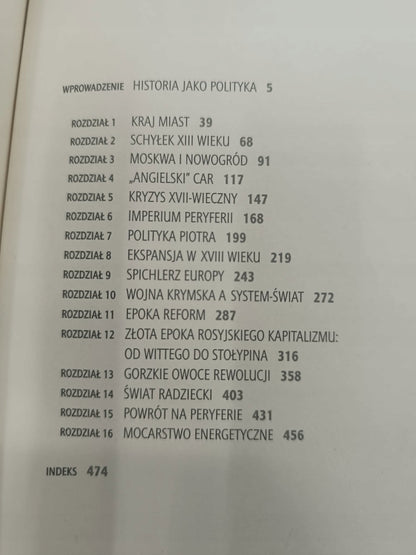 WPROWADZENIE HISTORIA JAKO POLITYKA 5
ROZDZIAŁ 1 KRAJ MIAST 39
ROZDZIAŁ 2 SCHYŁEK XIII WIEKU 68
ROZDZIAŁ 3 MOSKWA I NOWOGRÓD 91
ROZDZIAŁ 4 „ANGIELSKI” CAR 117
ROZDZIAŁ 5 KRYZYS XVII-WIECZNY 147
ROZDZIAŁ 6 IMPERIUM PERYFERII 168
ROZDZIAŁ 7 POLITYKA PIOTRA 199
ROZDZIAŁ 8 EKSPANSJA W XVIII WIEKU 219
ROZDZIAŁ 9 SPICHLERZ EUROPY 243
ROZDZIAŁ 10 WOJNA KRYMSKA A SYSTEM-ŚWIAT 272
ROZDZIAŁ 11 EPOKA REFORM 287
ROZDZIAŁ 12 ZŁOTA EPOKA ROSYJSKIEGO KAPITALIZMU:
OD WITTEGO DO STOŁYPINA 316
ROZDZIAŁ 13 GORZKIE OWOCE REWOLUCJI 358
ROZDZIAŁ 14 ŚWIAT RADZIECKI 403
ROZDZIAŁ 15 POWRÓT NA PERYFERIE 431
ROZDZIAŁ 16 MOCARSTWO ENERGETYCZNE 456
INDEKS 474